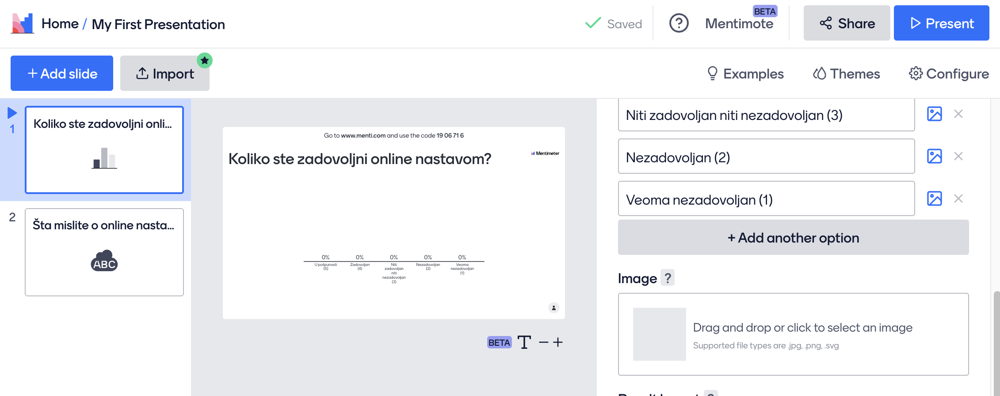 Home / My First Presentation
Saved
Mentimote
BETA
Share
Present
+ Add slide
Import
Examples
Themes
Configure
1
Koliko ste zadovoljni onli...
2
Šta mislite o online nasta...
ABC
Go to www.menti.com and use the code 19 06 71 6
Koliko ste zadovoljni online nastavom?
Mentimeter
0%
0%
0%
0%
0%
U potpunosti
(5)
Zadovoljan
(4)
Niti
zadovoljan
niti
nezadovoljan
(3)
Nezadovoljan
(2)
Veoma
nezadovoljan
(1)
BETA
Niti zadovoljan niti nezadovoljan (3)
Nezadovoljan (2)
Veoma nezadovoljan (1)
+ Add another option
Image ?
Drag and drop or click to select an image
Supported file types are .jpg, .png, .svg